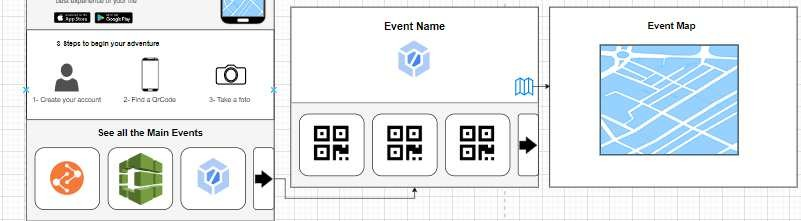 best experience of your life
App Store
Google Play
3 Steps to begin your adventure
1- Create your account
2- Find a QrCode
3- Take a foto
See all the Main Events
Event Name
Event Map